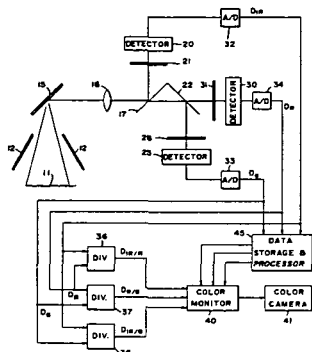 D_IR
A/D
32
DETECTOR
20
21
15
16
17
22
31
DETECTOR
30
A/D
34
D_R
12
12
11
26
DETECTOR
25
33
A/D
D_G
45
DATA
STORAGE &
PROCESSOR
36
DIV
D_IR/R
D_R
DIV.
D_R/G
37
D_G
COLOR
MONITOR
40
COLOR
CAMERA
41
DIV.
D_IR/G